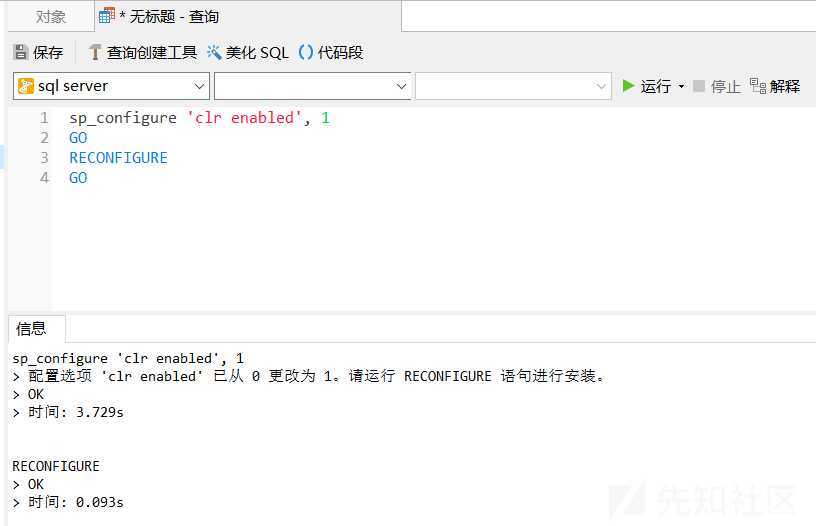 对象
* 无标题 - 查询
保存 查询创建工具 美化 SQL () 代码段
sql server 运行 停止 解释
1 sp_configure 'clr enabled', 1
2 GO
3 RECONFIGURE
4 GO
信息
sp_configure 'clr enabled', 1
> 配置选项 'clr enabled' 已从 0 更改为 1。请运行 RECONFIGURE 语句进行安装。
> OK
> 时间: 3.729s
RECONFIGURE
> OK
> 时间: 0.093s
先知社区